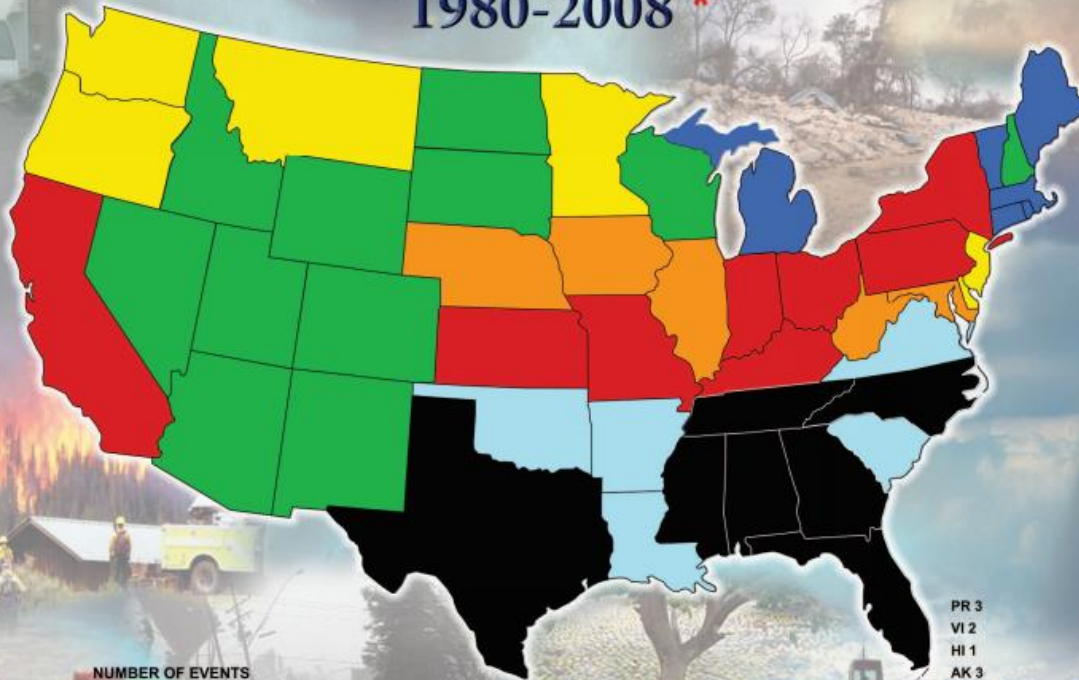 1980-2008 *
PR 3
VI 2
HI 1
AK 3
NUMBER OF EVENTS